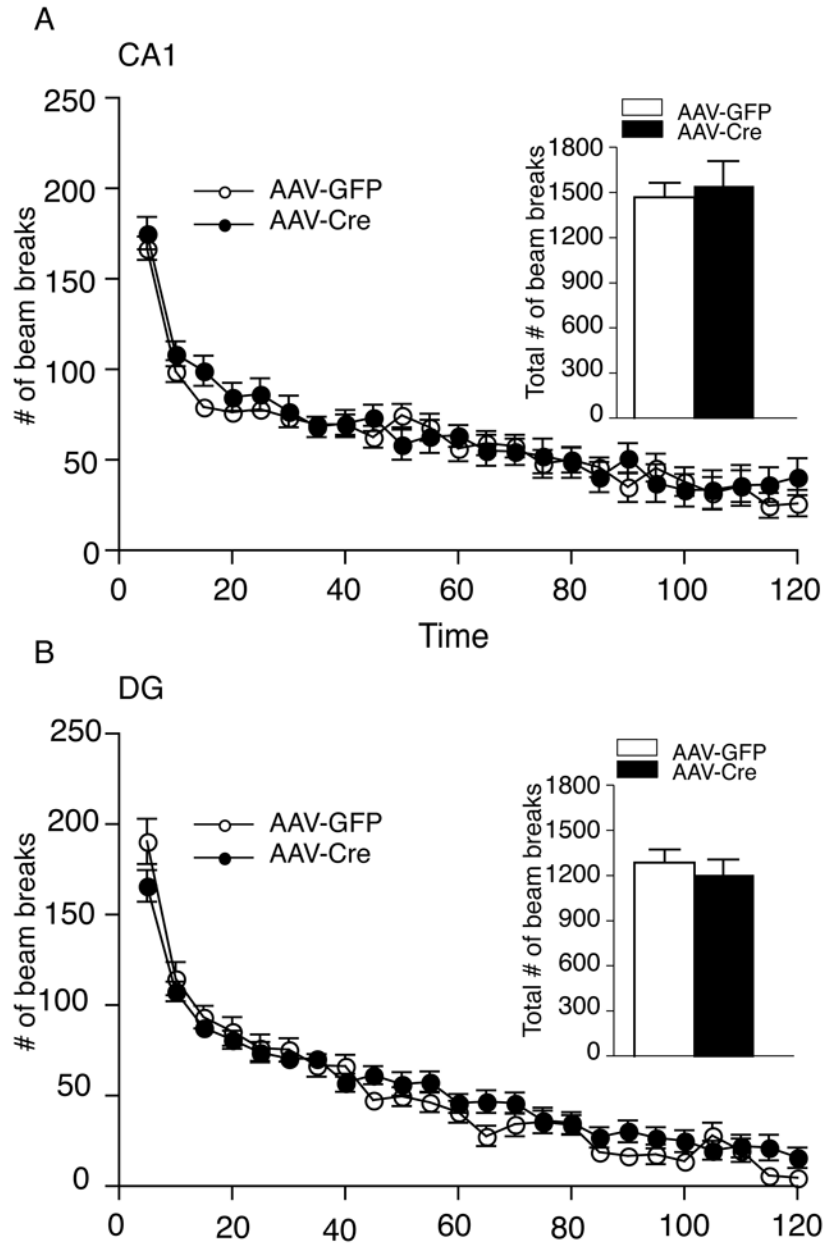 A
CA1
# of beam breaks
250
200
150
100
50
0
AAV-GFP
AAV-Cre
0 20 40 60 80 100 120
Time
AAV-GFP
AAV-Cre
Total # of beam breaks
1800
1500
1200
900
600
300
0
B
DG
# of beam breaks
250
200
150
100
50
0
AAV-GFP
AAV-Cre
0 20 40 60 80 100 120
AAV-GFP
AAV-Cre
Total # of beam breaks
1800
1500
1200
900
600
300
0